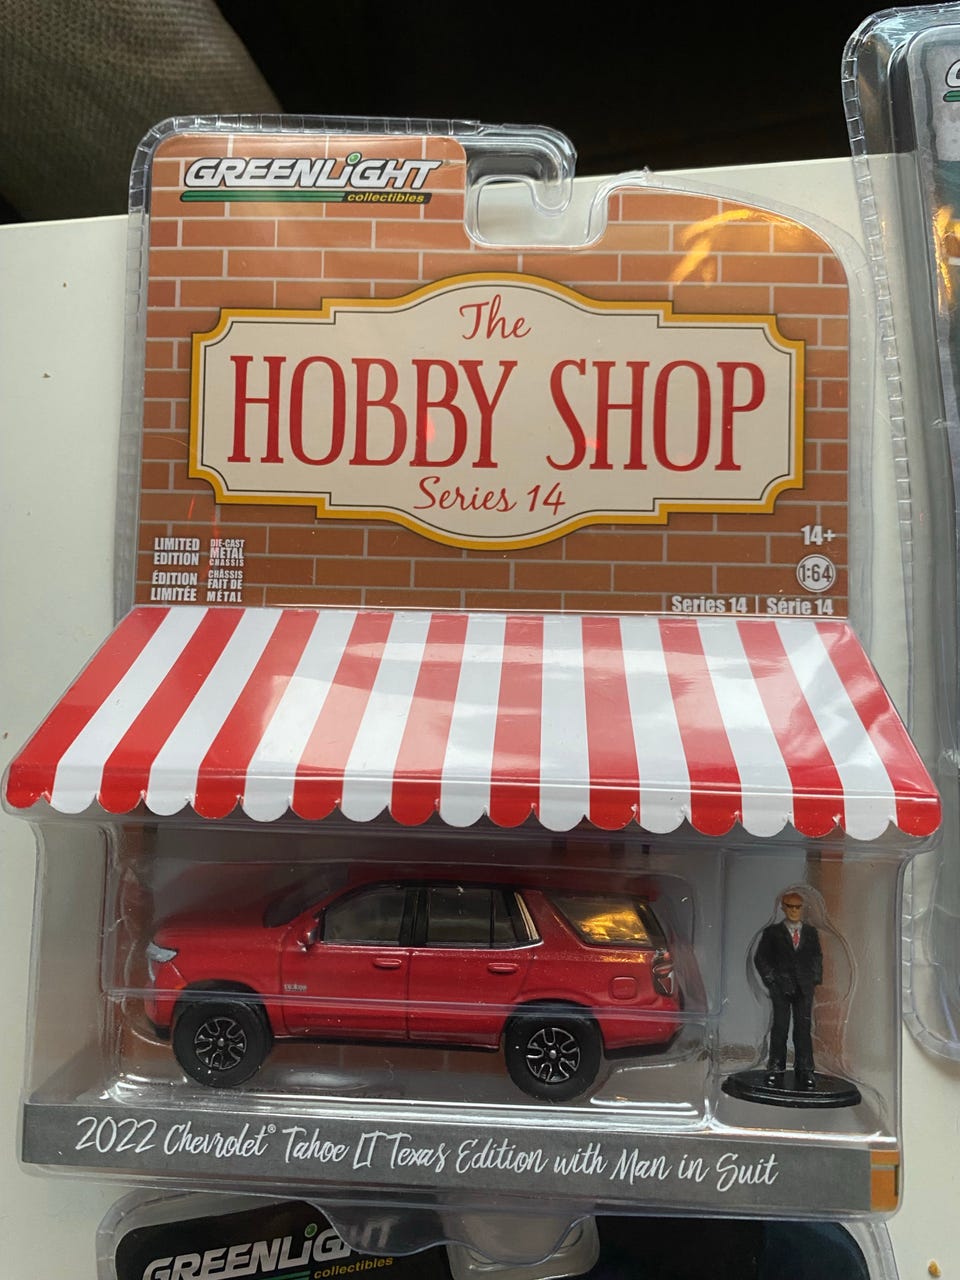 GREENLiGHT
collectibles
The
HOBBY SHOP
Series 14
LIMITED
EDITION
DIE-CAST
METAL
CHASSIS
ÉDITION
LIMITÉE
CHÂSSIS
FAIT DE
MÉTAL
14+
1:64
Series 14 | Série 14
2022 Chevrolet® Tahoe LT Texas Edition with Man in Suit
GREENLiGHT
collectibles